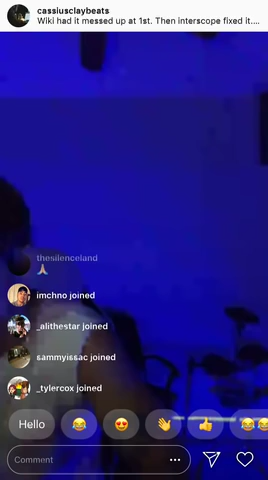 cassiusclaybeats
Wiki had it messed up at 1st. Then interscope fixed it....
thesilenceland
🙏
imchno joined
_alithestar joined
sammyissac joined
_tylercox joined
Hello 😂 😍 👋 👍 😂😂
Comment